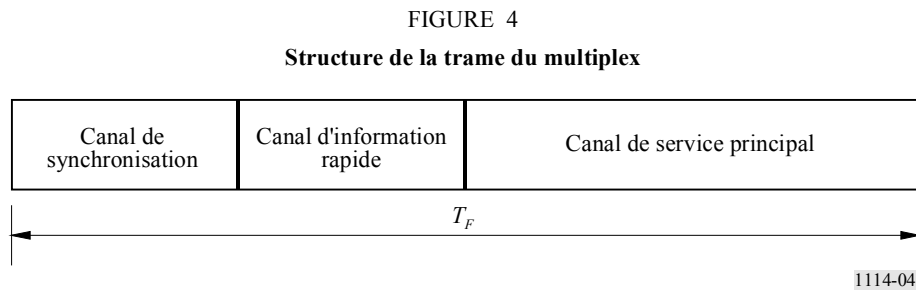 FIGURE 4
Structure de la trame du multiplex
Canal de
synchronisation
Canal d'information
rapide
Canal de service principal
T_F
1114-04